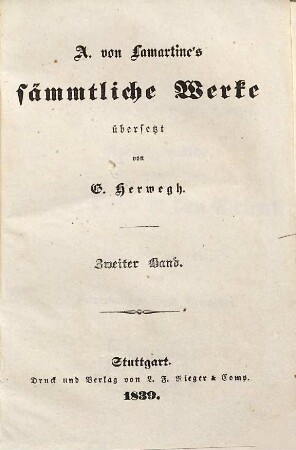 A. von Lamartine's
sämmtliche Werke
übersetzt
von
G. Herwegh.
Zweiter Band.
Stuttgart.
Druck und Verlag von L. F. Rieger & Comp.
1839.